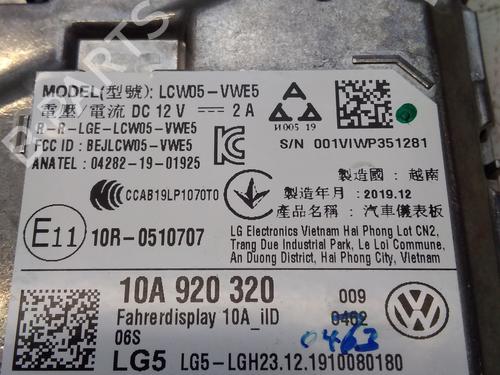 MODEL(型號): LCW05-VWE5
電壓/電流 DC 12 V ⎓ 2 A
R-R-LGE-LCW05-VWE5
FCC ID : BEJLCW05-VWE5
ANATEL : 04282-19-01925
И005 19
S/N 001VIWP351281
CCAB19LP1070T0
製造國 : 越南
製造年月 : 2019.12
產品名稱 : 汽車儀表板
E11
10R-0510707
LG Electronics Vietnam Hai Phong Lot CN2,
Trang Due Industrial Park, Le Loi Commune,
An Duong District, Hai Phong City, Vietnam
10A 920 320
009
Fahrerdisplay 10A_iID
0462
0463
06S
LG5 LG5-LGH23.12.1910080180